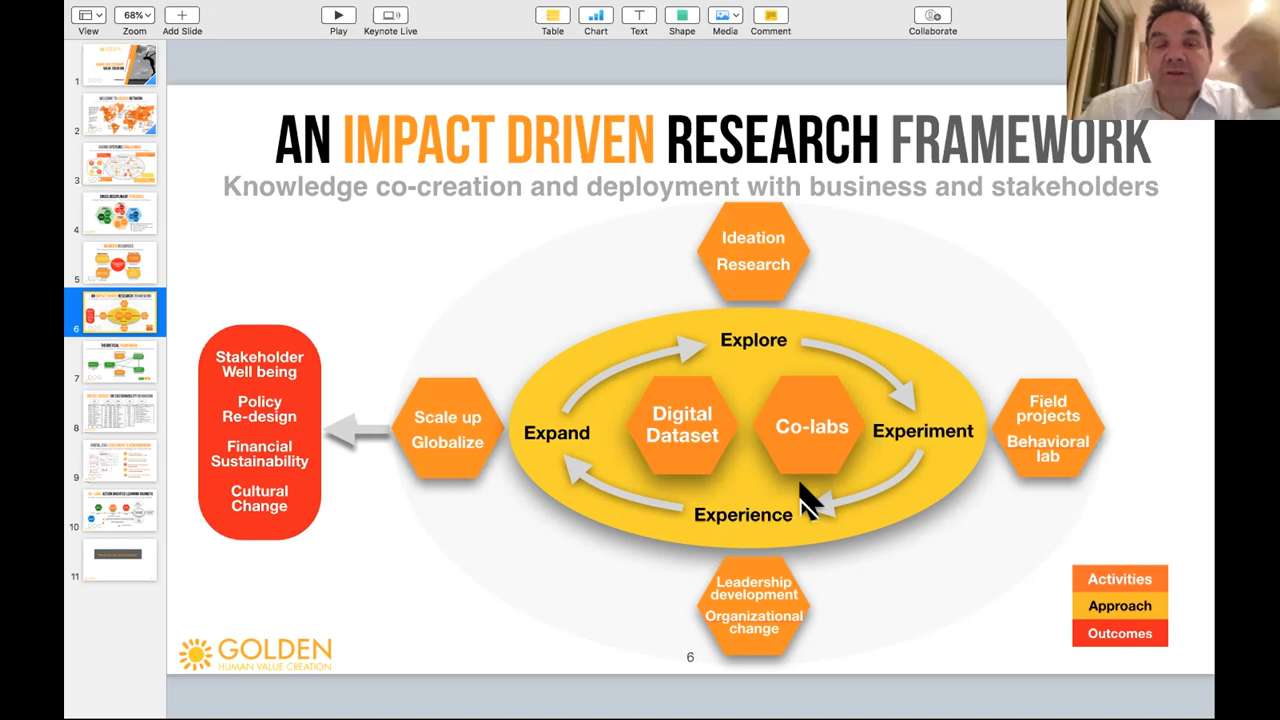 68%
View
Zoom
Add Slide
Play
Keynote Live
Table
Chart
Text
Shape
Media
Comment
Collaborate
1
2
3
4
5
6
7
8
9
10
11
AN IMPACT DRIVEN RESEARCH FRAMEWORK
Knowledge co-creation and deployment with business and stakeholders
Ideation
Research
Explore
Stakeholder
Well being
Policy
Re-design
Financial
Sustainability
Cultural
Change
Scale up
Globalize
Expand
Digital
Dataset
Co-labs
Experiment
Field
projects
Behavioral
lab
Experience
Leadership
development
Organizational
change
Activities
Approach
Outcomes
GOLDEN
HUMAN VALUE CREATION
6